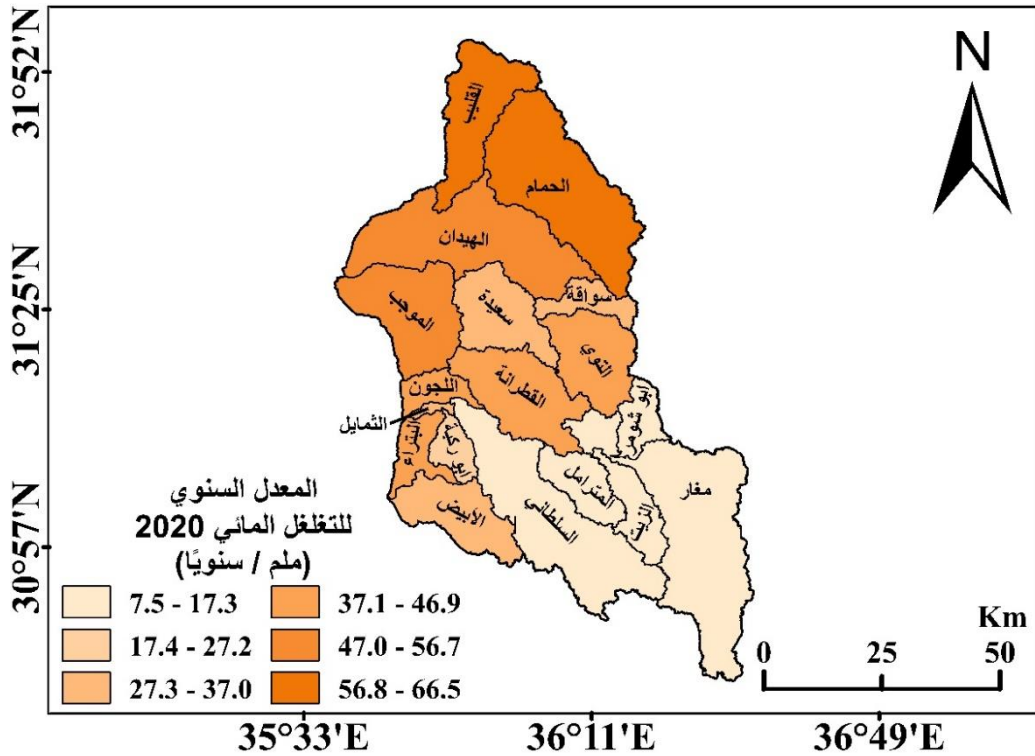 N
31°52'N
31°25'N
30°57'N
القليب
الحمام
الهيدان
سواقة
سعيدة
الموجب
التوي
القطرانة
اللجون
الثمايل
البتراء
مغار
المترامل
السلطاني
الأبيض
المعدل السنوي
للتغلغل المائي 2020
(ملم / سنويًا)
7.5 - 17.3
37.1 - 46.9
17.4 - 27.2
47.0 - 56.7
27.3 - 37.0
56.8 - 66.5
Km
0 25 50
35°33'E 36°11'E 36°49'E